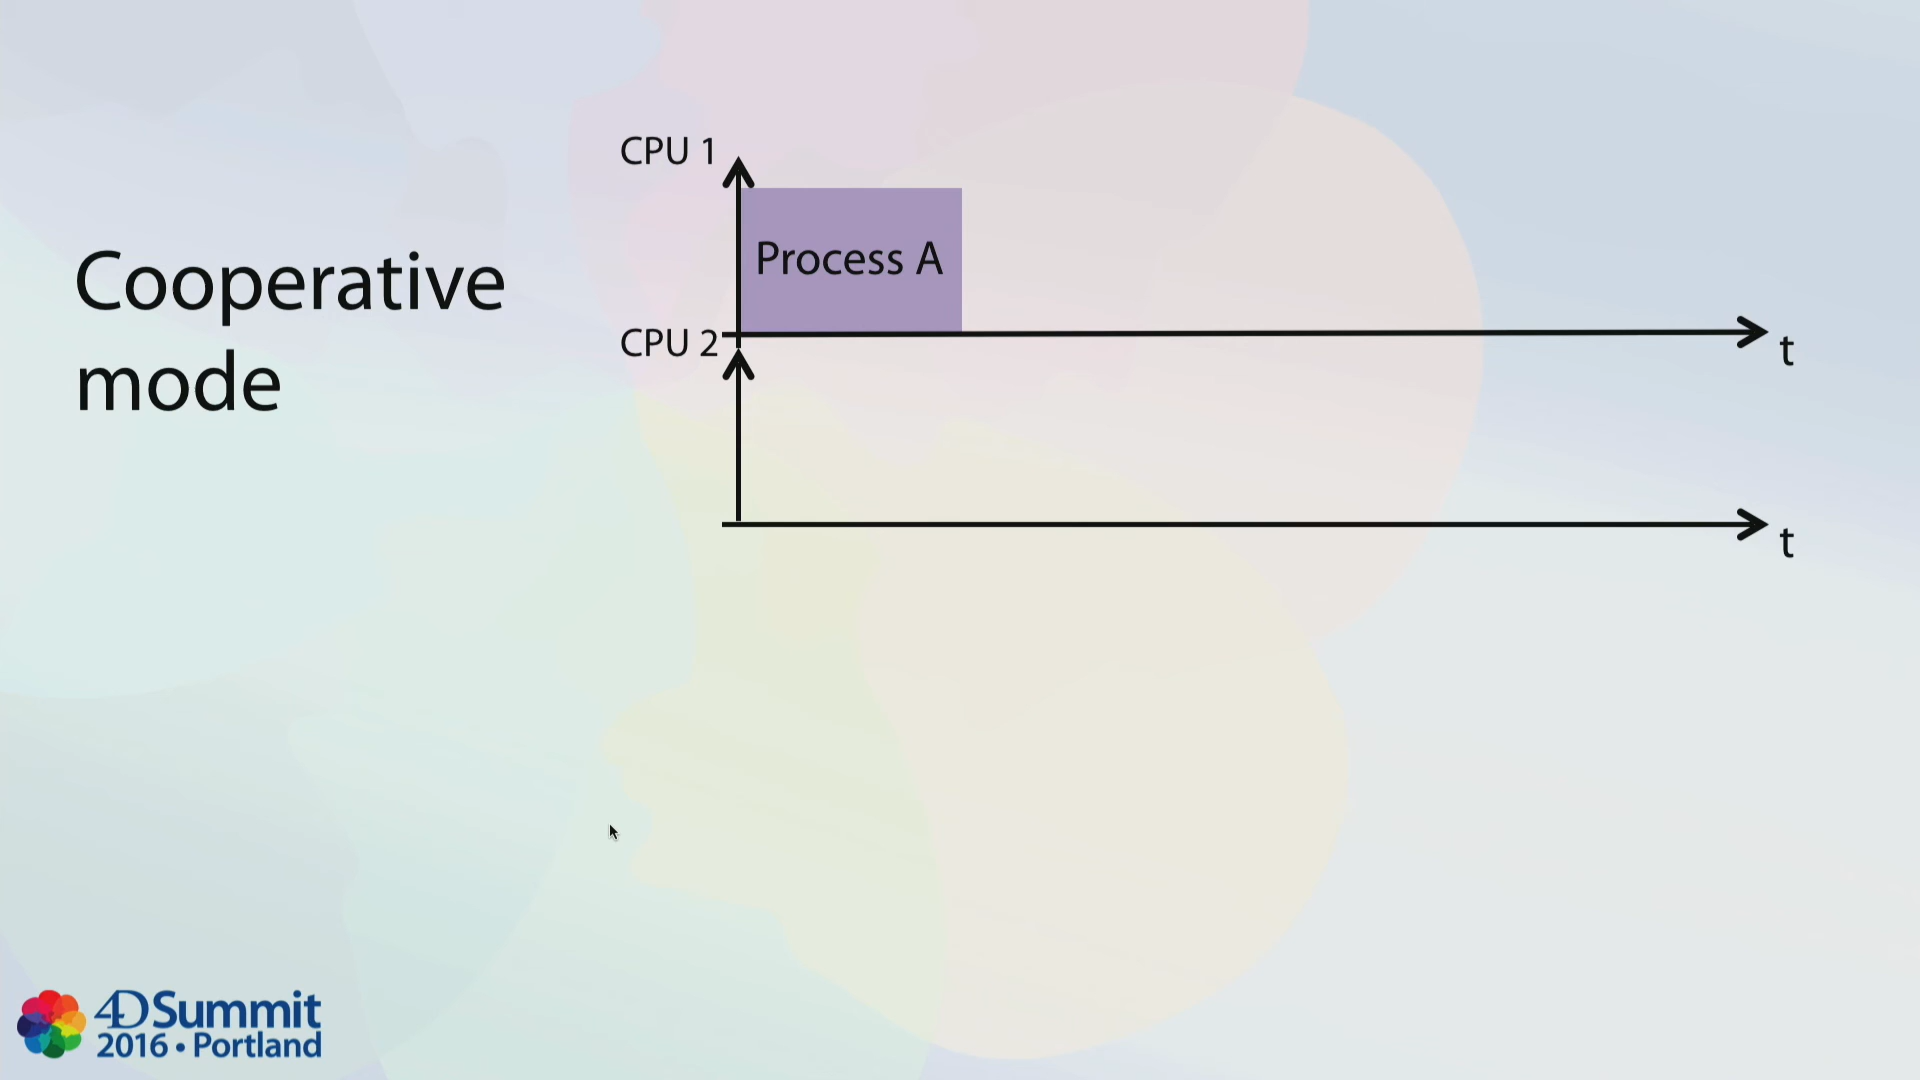 Cooperative
mode
CPU 1
Process A
CPU 2
t
t
4D Summit
2016 • Portland